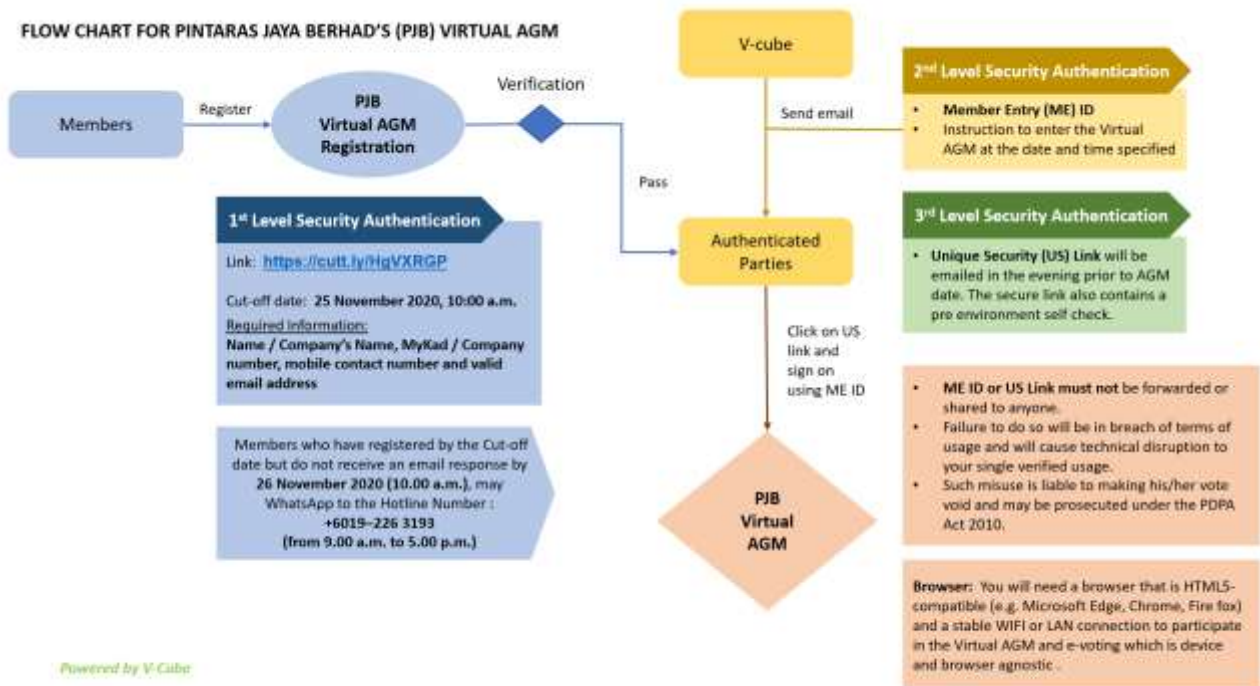 FLOW CHART FOR PINTARAS JAYA BERHAD'S (PJB) VIRTUAL AGM
Members
Register
PJB
Virtual AGM
Registration
Verification
Pass
V-cube
Send email
Authenticated
Parties
Click on US
link and
sign on
using ME ID
PJB
Virtual
AGM
1st Level Security Authentication
Link: https://cutt.ly/HgVXRGP
Cut-off date: 25 November 2020, 10:00 a.m.
Required Information:
Name / Company's Name, MyKad / Company
number, mobile contact number and valid
email address
Members who have registered by the Cut-off
date but do not receive an email response by
26 November 2020 (10.00 a.m.), may
WhatsApp to the Hotline Number :
+6019–226 3193
(from 9.00 a.m. to 5.00 p.m.)
2nd Level Security Authentication
• Member Entry (ME) ID
• Instruction to enter the Virtual
AGM at the date and time specified
3rd Level Security Authentication
• Unique Security (US) Link will be
emailed in the evening prior to AGM
date. The secure link also contains a
pre environment self check.
• ME ID or US Link must not be forwarded or
shared to anyone.
• Failure to do so will be in breach of terms of
usage and will cause technical disruption to
your single verified usage.
• Such misuse is liable to making his/her vote
void and may be prosecuted under the PDPA
Act 2010.
Browser: You will need a browser that is HTML5-
compatible (e.g. Microsoft Edge, Chrome, Fire fox)
and a stable WIFI or LAN connection to participate
in the Virtual AGM and e-voting which is device
and browser agnostic .
Powered by V-Cube